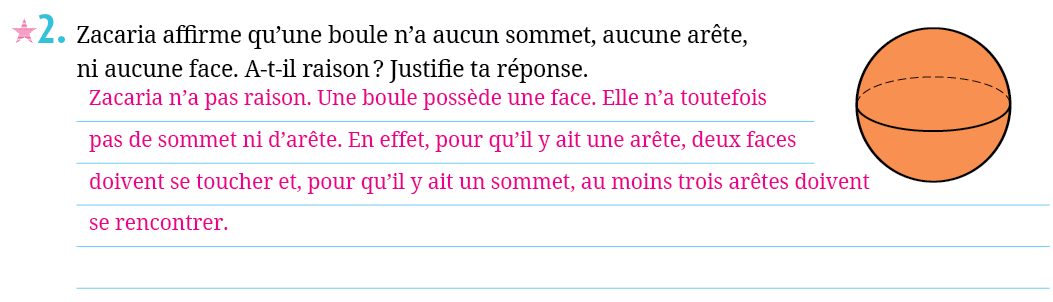 2. Zacaria affirme qu’une boule n’a aucun sommet, aucune arête,
ni aucune face. A-t-il raison ? Justifie ta réponse.
Zacaria n’a pas raison. Une boule possède une face. Elle n’a toutefois
pas de sommet ni d’arête. En effet, pour qu’il y ait une arête, deux faces
doivent se toucher et, pour qu’il y ait un sommet, au moins trois arêtes doivent
se rencontrer.